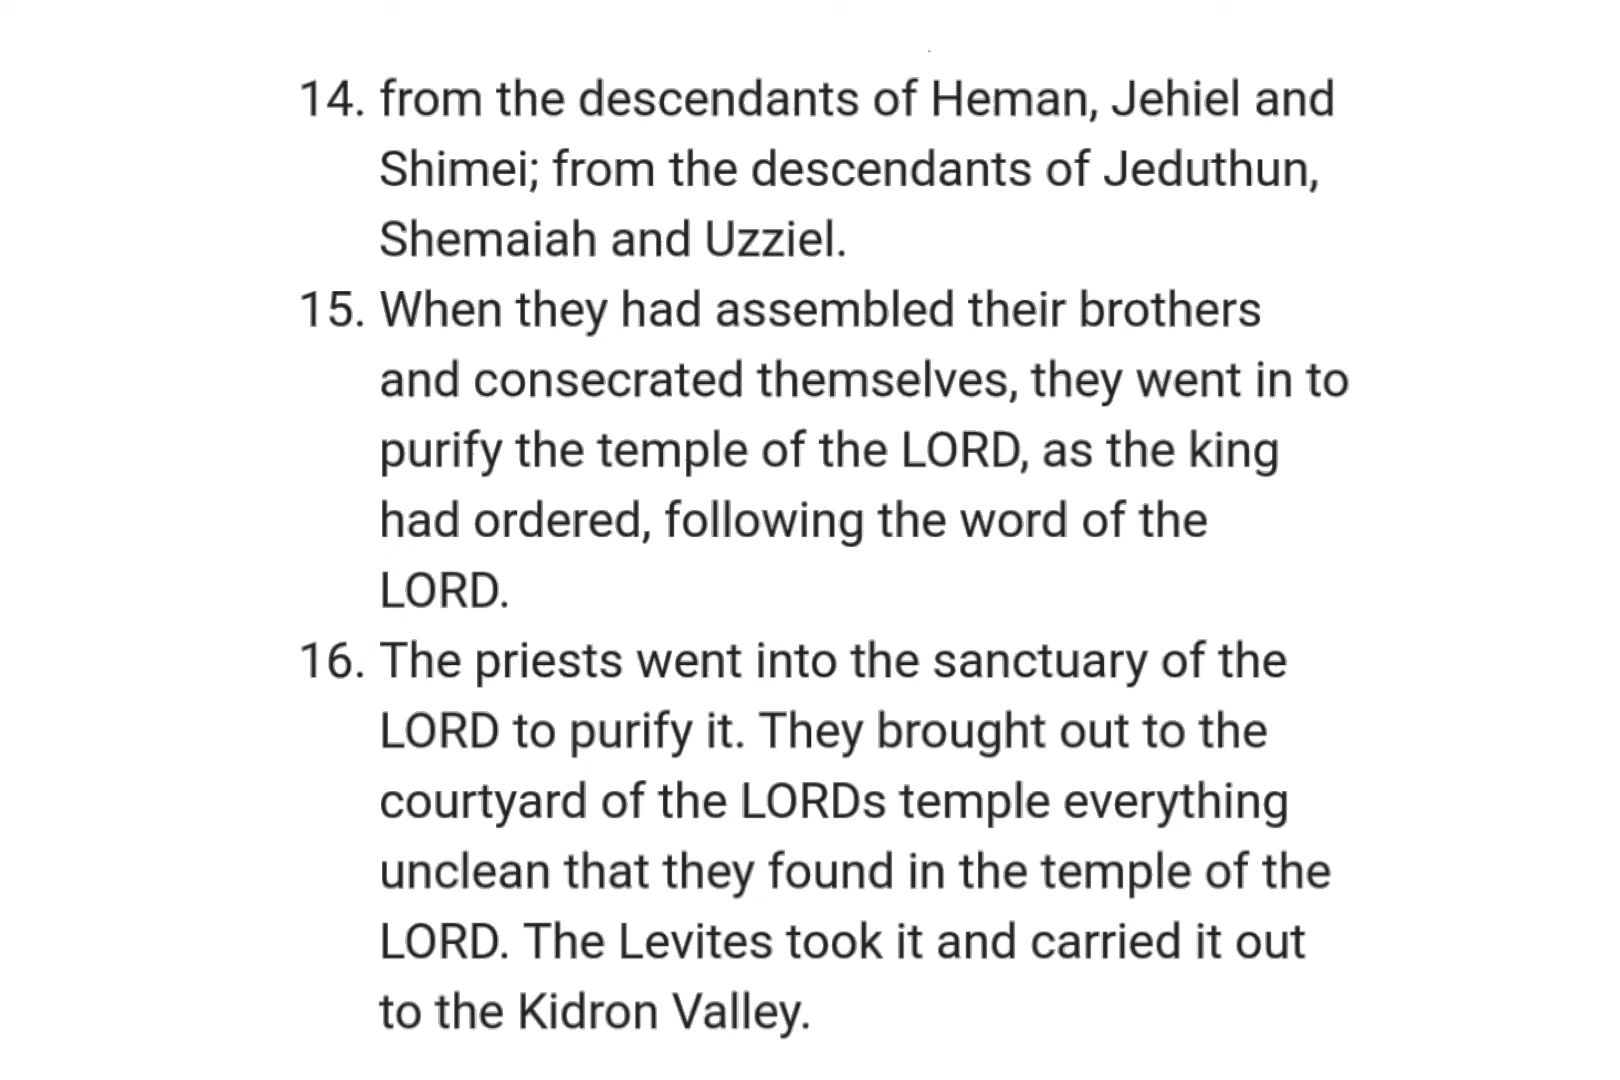 14. from the descendants of Heman, Jehiel and
Shimei; from the descendants of Jeduthun,
Shemaiah and Uzziel.
15. When they had assembled their brothers
and consecrated themselves, they went in to
purify the temple of the LORD, as the king
had ordered, following the word of the
LORD.
16. The priests went into the sanctuary of the
LORD to purify it. They brought out to the
courtyard of the LORDs temple everything
unclean that they found in the temple of the
LORD. The Levites took it and carried it out
to the Kidron Valley.